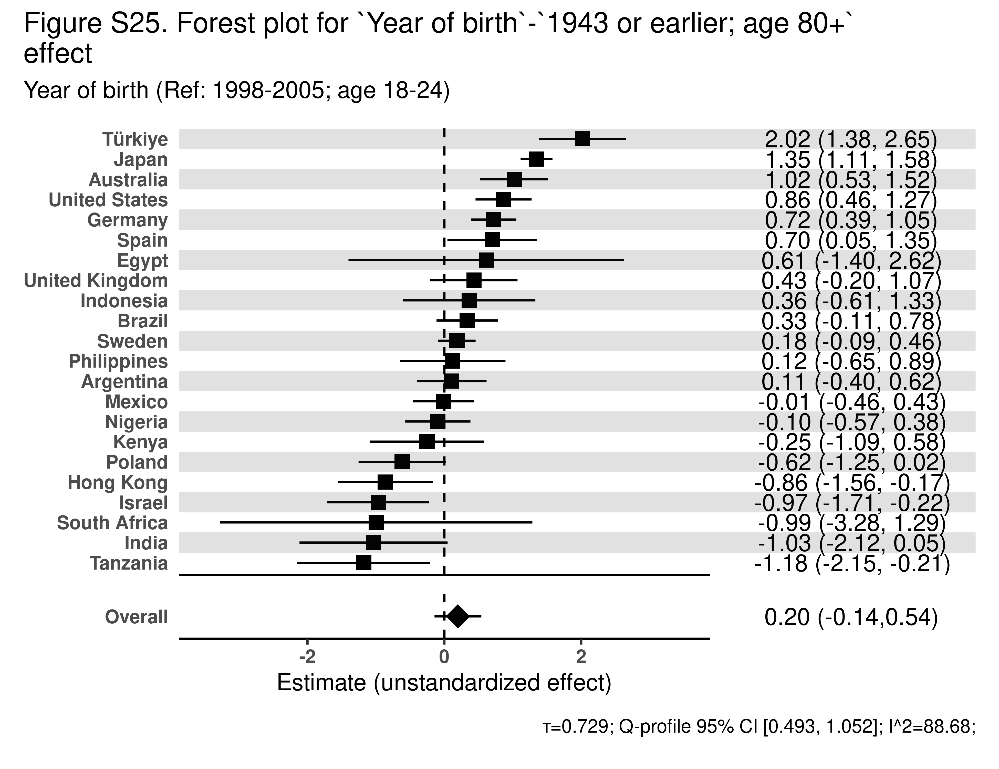 Figure S25. Forest plot for `Year of birth`-`1943 or earlier; age 80+`
effect
Year of birth (Ref: 1998-2005; age 18-24)
Türkiye 2.02 (1.38, 2.65)
Japan 1.35 (1.11, 1.58)
Australia 1.02 (0.53, 1.52)
United States 0.86 (0.46, 1.27)
Germany 0.72 (0.39, 1.05)
Spain 0.70 (0.05, 1.35)
Egypt 0.61 (-1.40, 2.62)
United Kingdom 0.43 (-0.20, 1.07)
Indonesia 0.36 (-0.61, 1.33)
Brazil 0.33 (-0.11, 0.78)
Sweden 0.18 (-0.09, 0.46)
Philippines 0.12 (-0.65, 0.89)
Argentina 0.11 (-0.40, 0.62)
Mexico -0.01 (-0.46, 0.43)
Nigeria -0.10 (-0.57, 0.38)
Kenya -0.25 (-1.09, 0.58)
Poland -0.62 (-1.25, 0.02)
Hong Kong -0.86 (-1.56, -0.17)
Israel -0.97 (-1.71, -0.22)
South Africa -0.99 (-3.28, 1.29)
India -1.03 (-2.12, 0.05)
Tanzania -1.18 (-2.15, -0.21)
Overall 0.20 (-0.14,0.54)
-2 0 2
Estimate (unstandardized effect)
τ=0.729; Q-profile 95% CI [0.493, 1.052]; I^2=88.68;